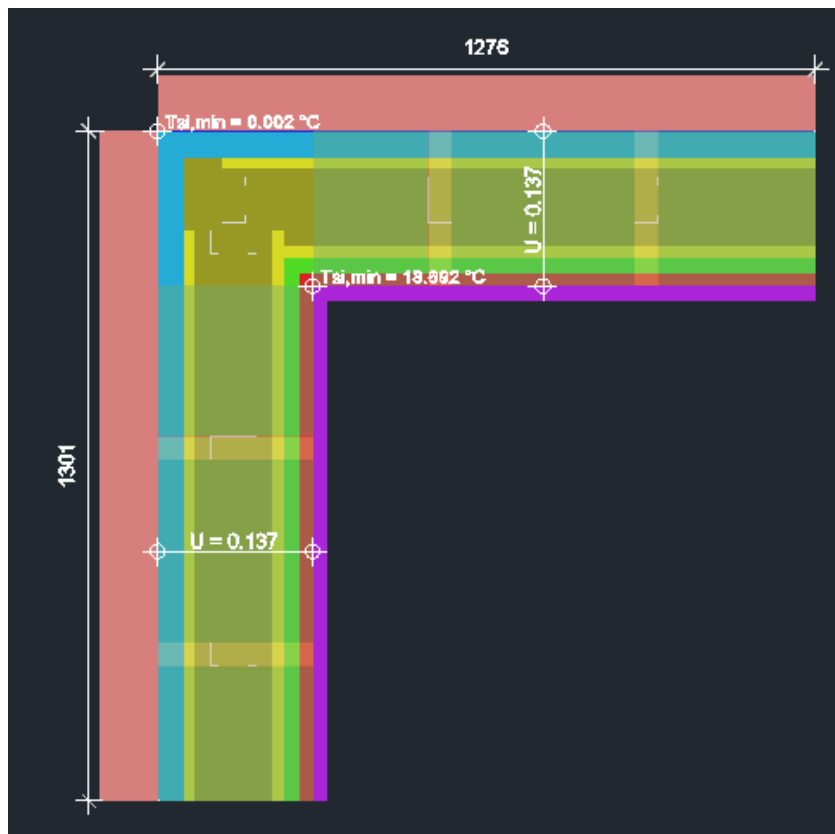 1276
Tsi,min = 0.002 °C
U = 0.137
Tsi,min = 18.692 °C
1301
U = 0.137